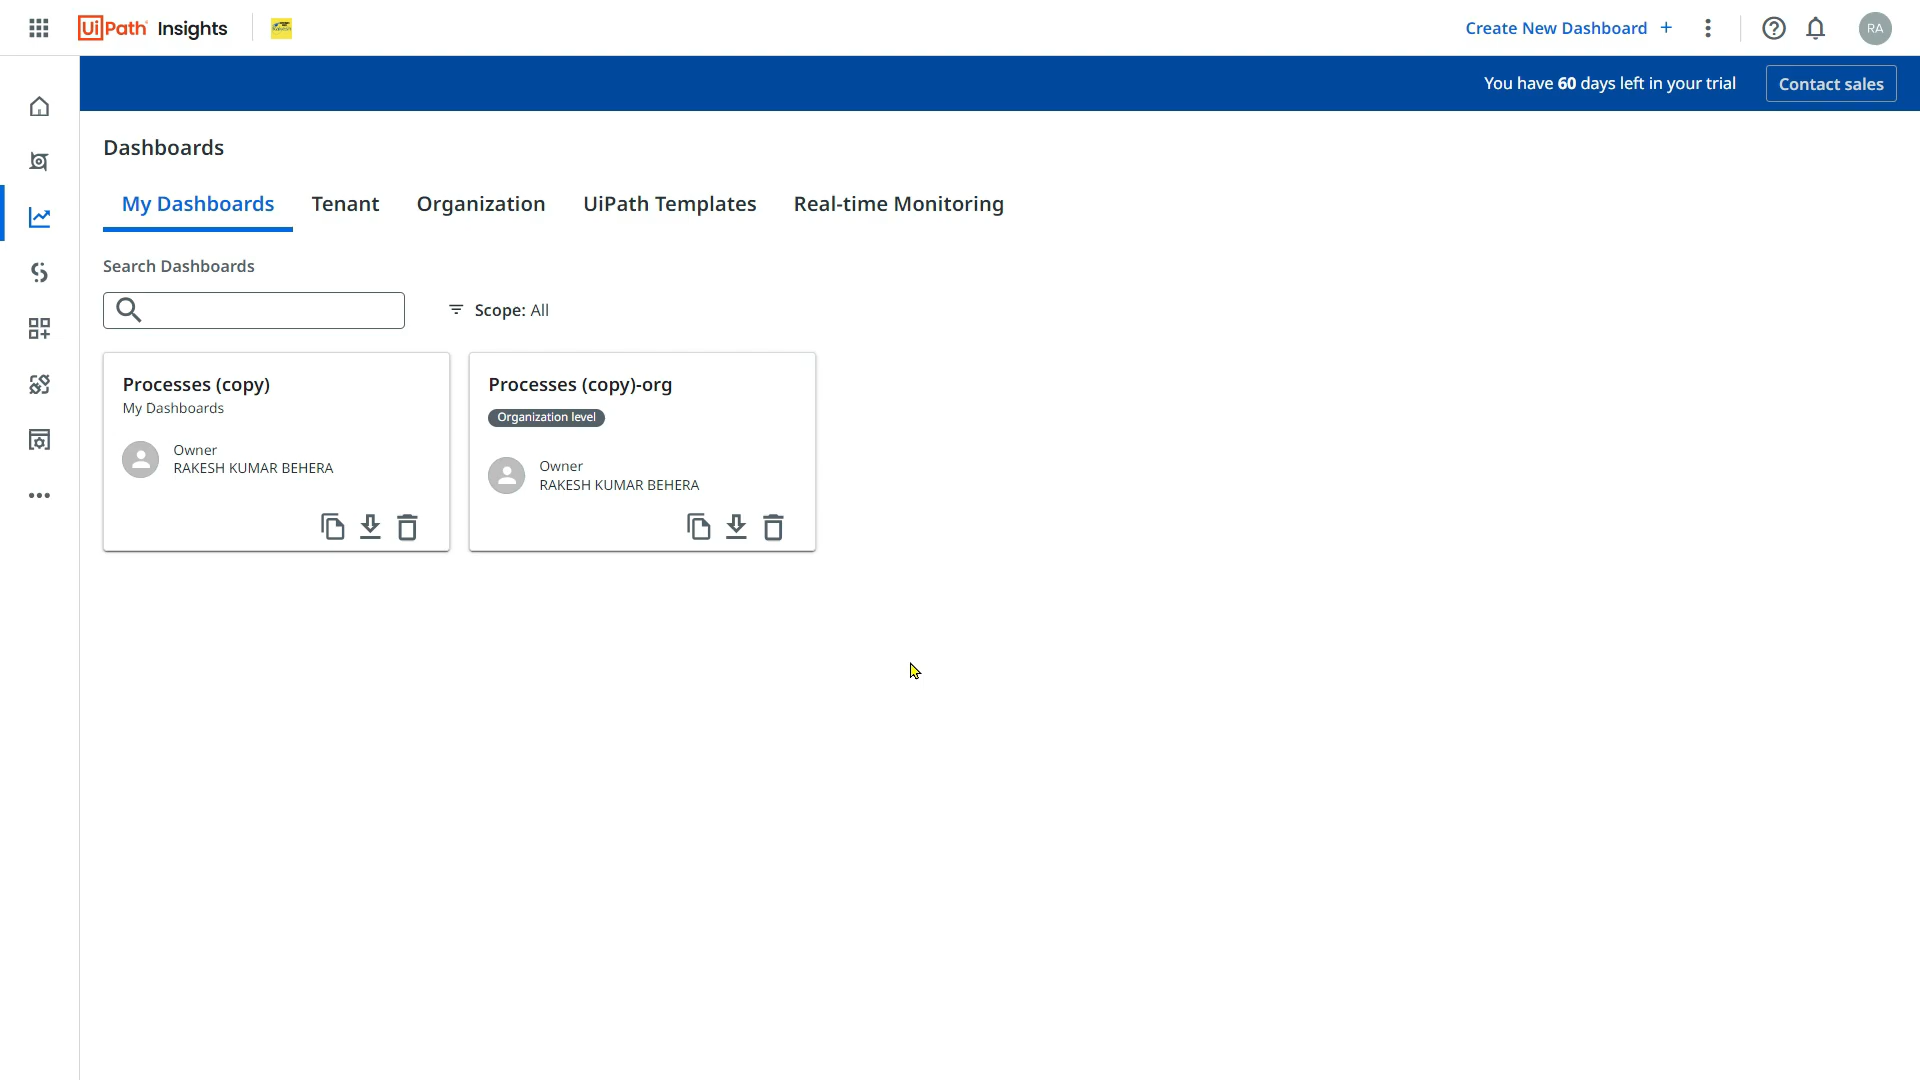 UiPath Insights
Create New Dashboard +
RA
You have 60 days left in your trial
Contact sales
Dashboards
My Dashboards
Tenant
Organization
UiPath Templates
Real-time Monitoring
Search Dashboards
Scope: All
Processes (copy)
My Dashboards
Owner
RAKESH KUMAR BEHERA
Processes (copy)-org
Organization level
Owner
RAKESH KUMAR BEHERA